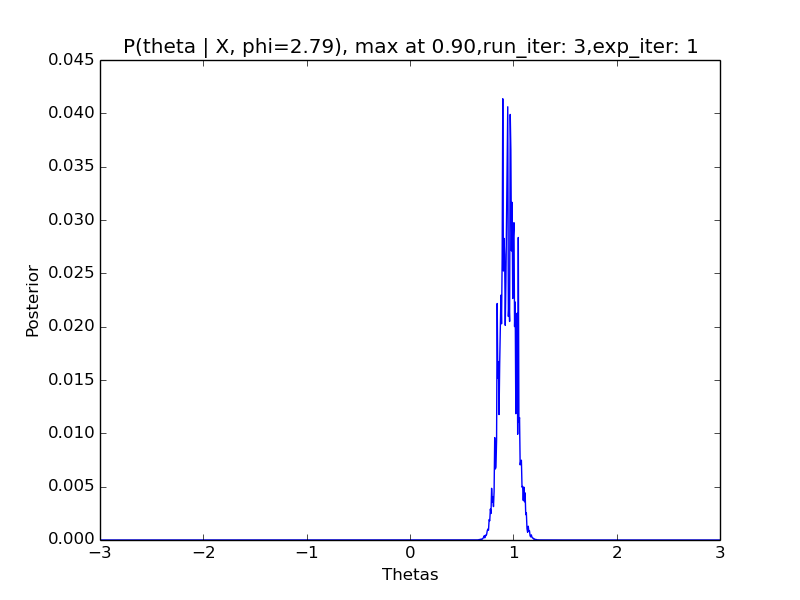 P(theta | X, phi=2.79), max at 0.90,run_iter: 3,exp_iter: 1
0.045
0.040
0.035
0.030
0.025
0.020
0.015
0.010
0.005
0.000
Posterior
−3 −2 −1 0 1 2 3
Thetas